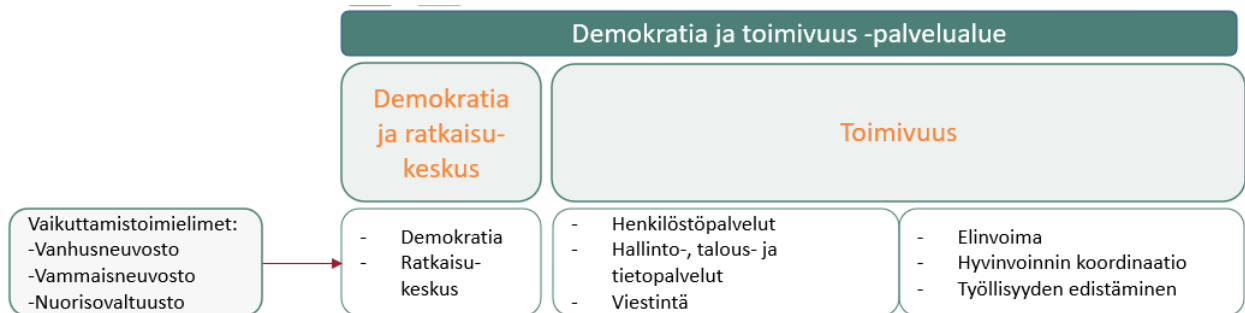 Demokratia ja toimivuus -palvelualue
Demokratia
ja ratkaisu-
keskus
Toimivuus
Vaikuttamistoimielimet:
-Vanhusneuvosto
-Vammaisneuvosto
-Nuorisovaltuusto
- Demokratia
- Ratkaisu-
keskus
- Henkilöstöpalvelut
- Hallinto-, talous- ja
tietopalvelut
- Viestintä
- Elinvoima
- Hyvinvoinnin koordinaatio
- Työllisyyden edistäminen